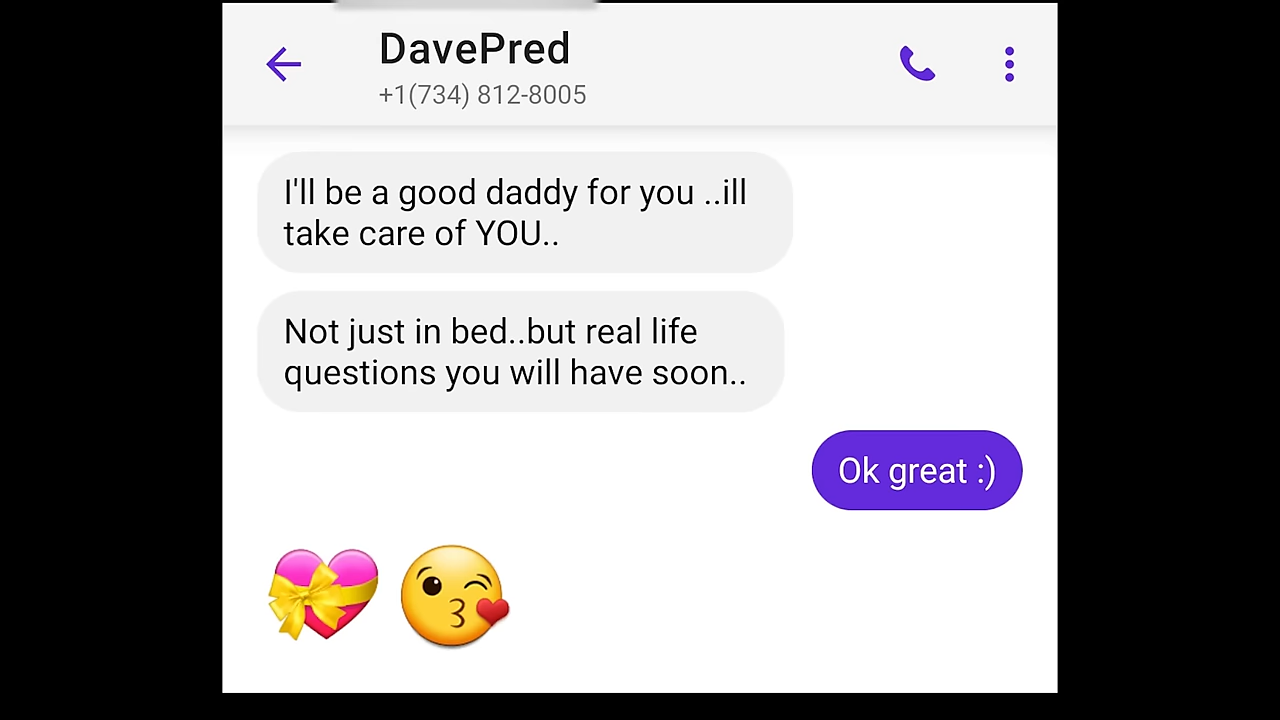 DavePred
+1(734) 812-8005
I'll be a good daddy for you ..ill
take care of YOU..
Not just in bed..but real life
questions you will have soon..
Ok great :)